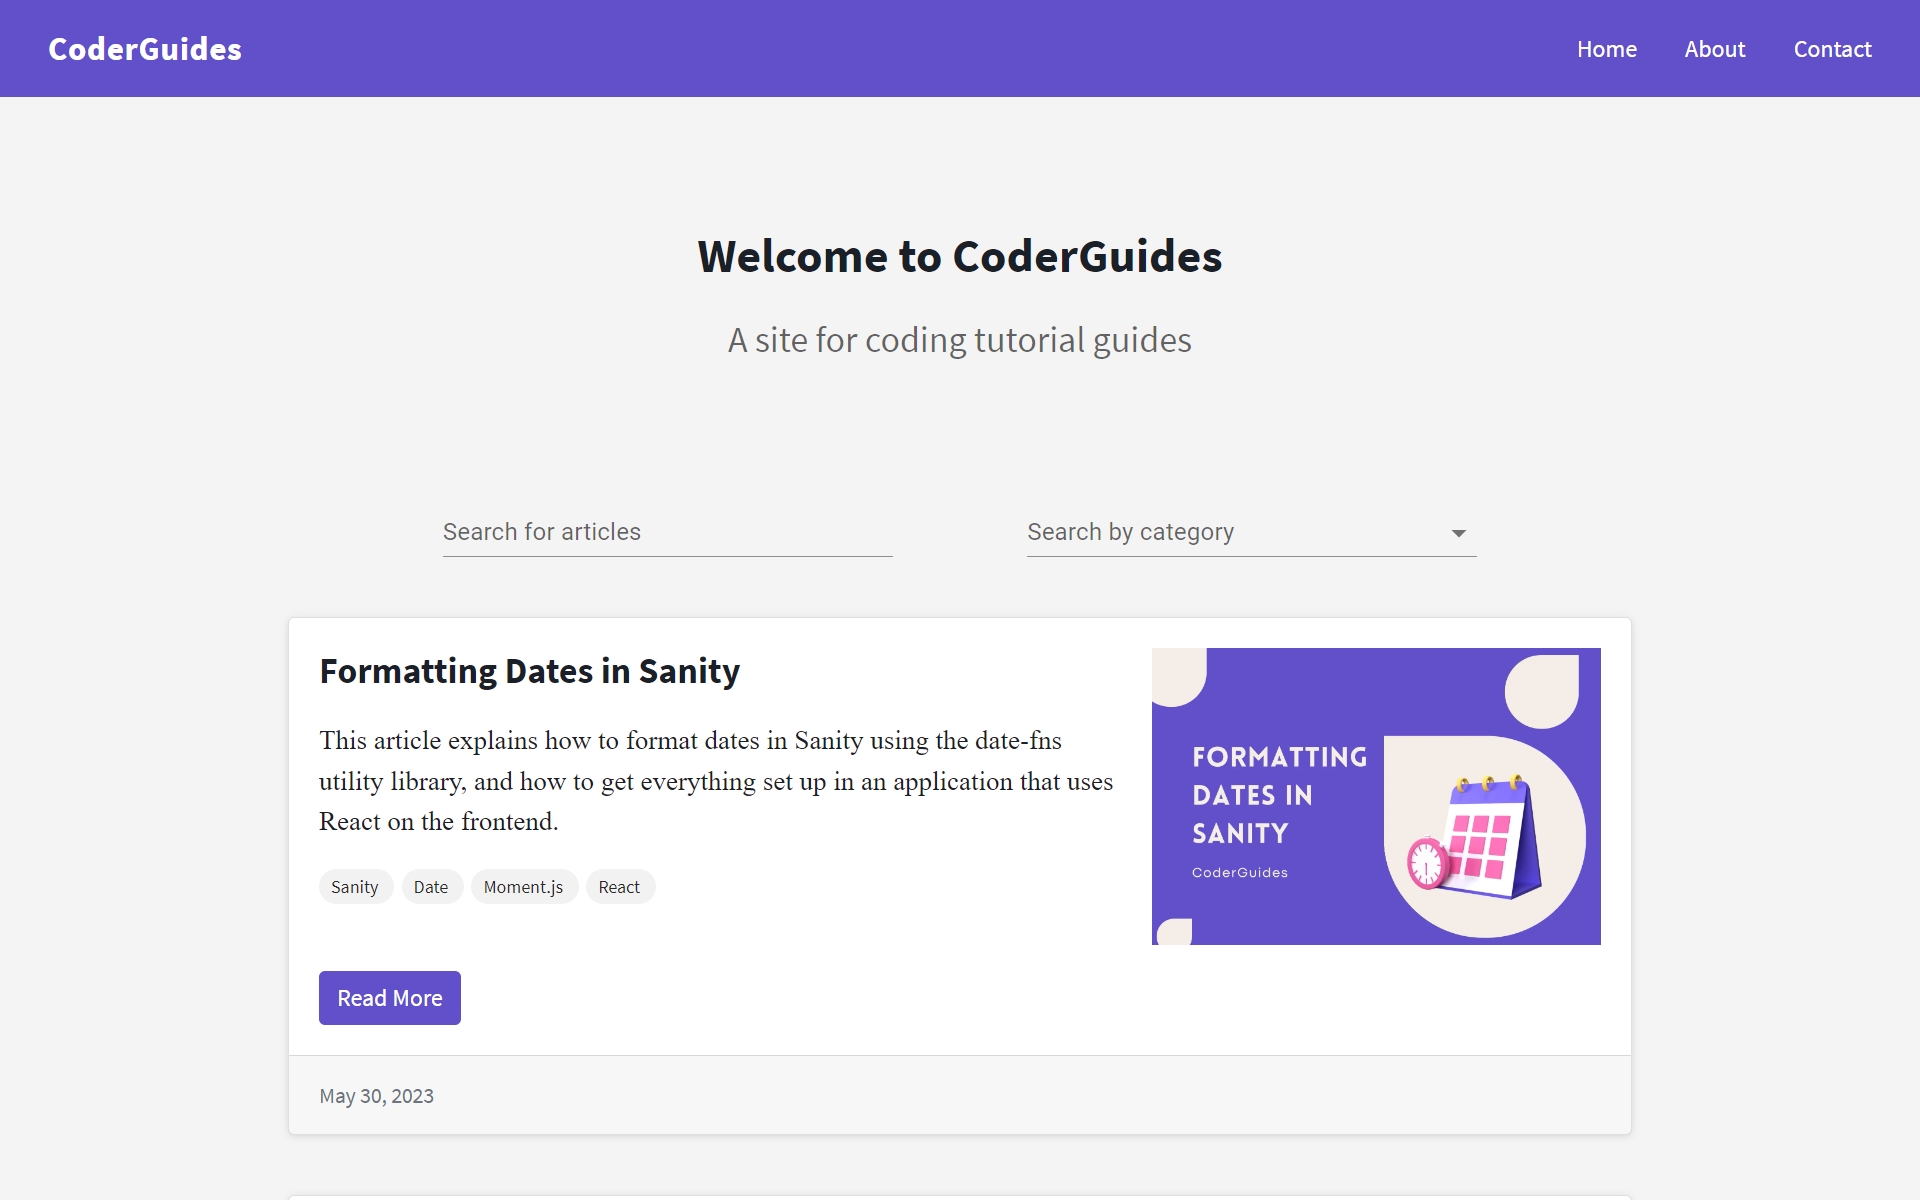 CoderGuides
Home
About
Contact
Welcome to CoderGuides
A site for coding tutorial guides
Search for articles
Search by category
Formatting Dates in Sanity
This article explains how to format dates in Sanity using the date-fns
utility library, and how to get everything set up in an application that uses
React on the frontend.
Sanity
Date
Moment.js
React
Read More
FORMATTING
DATES IN
SANITY
CoderGuides
May 30, 2023